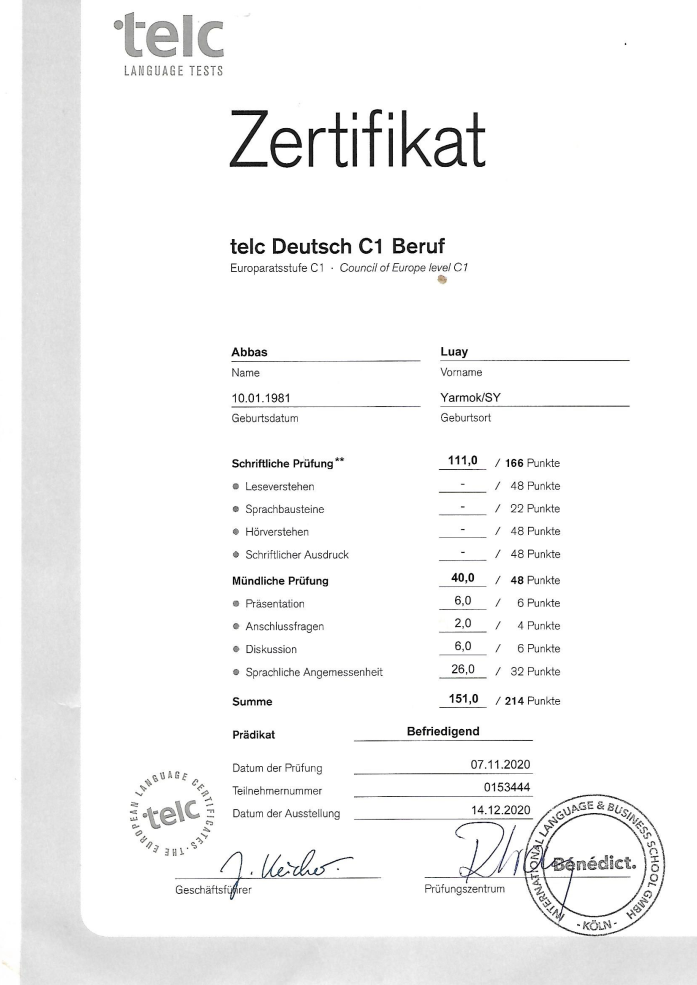 telc
LANGUAGE TESTS
Zertifikat
telc Deutsch C1 Beruf
Europaratsstufe C1 · Council of Europe level C1
Abbas Luay
Name Vorname
10.01.1981 Yarmok/SY
Geburtsdatum Geburtsort
Schriftliche Prüfung** 111,0 / 166 Punkte
Leseverstehen - / 48 Punkte
Sprachbausteine - / 22 Punkte
Hörverstehen - / 48 Punkte
Schriftlicher Ausdruck - / 48 Punkte
Mündliche Prüfung 40,0 / 48 Punkte
Präsentation 6,0 / 6 Punkte
Anschlussfragen 2,0 / 4 Punkte
Diskussion 6,0 / 6 Punkte
Sprachliche Angemessenheit 26,0 / 32 Punkte
Summe 151,0 / 214 Punkte
Prädikat Befriedigend
Datum der Prüfung 07.11.2020
Teilnehmernummer 0153444
Datum der Ausstellung 14.12.2020
THE EUROPEAN LANGUAGE CERTIFICATES
telc
INTERNATIONAL LANGUAGE & BUSINESS SCHOOL GMBH
Bénédict.
- KÖLN -
Geschäftsführer Prüfungszentrum